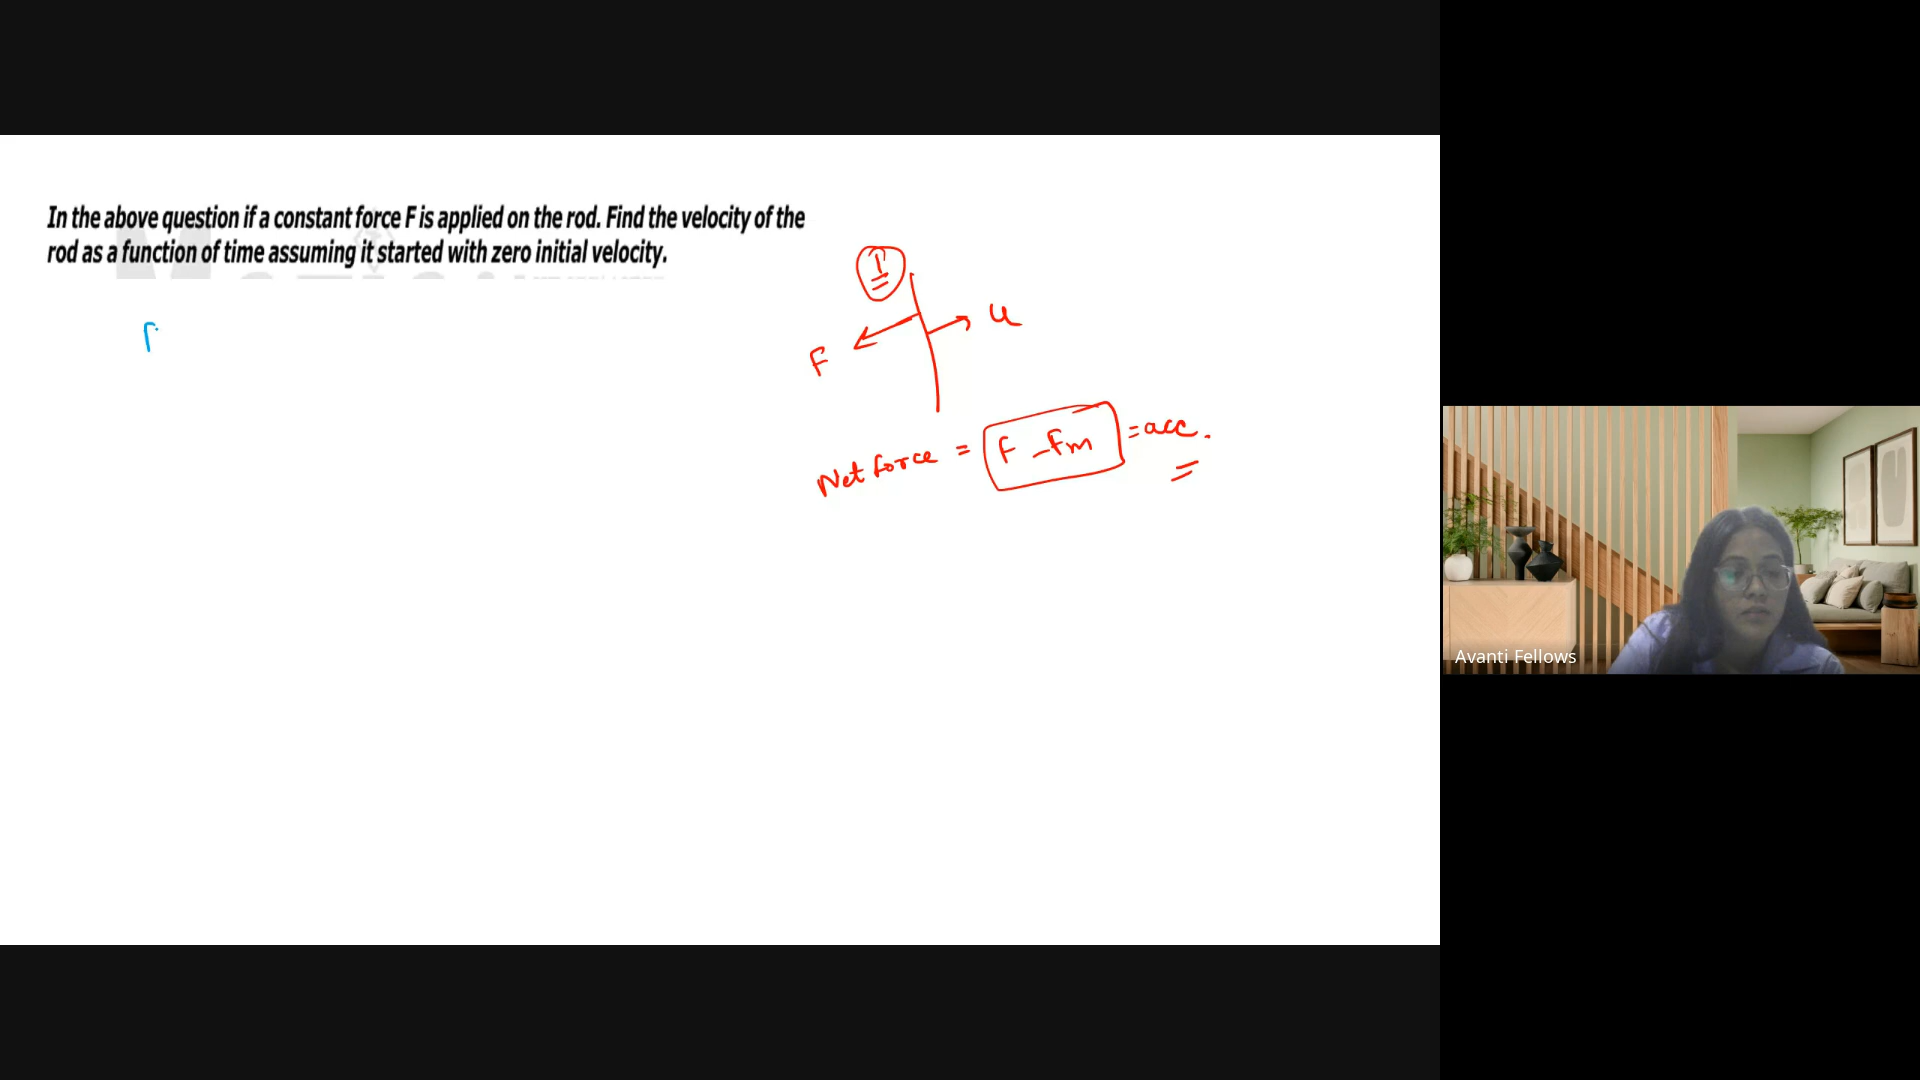 In the above question if a constant force F is applied on the rod. Find the velocity of the
rod as a function of time assuming it started with zero initial velocity.
I
u
F
Net force = F - Fm = acc.
Avanti Fellows